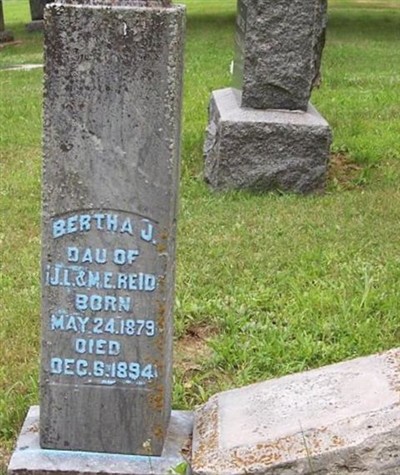 BERTHA J.
DAU OF
J.L.&M.E.REID
BORN
MAY.24.1879
DIED
DEC.6.1894.